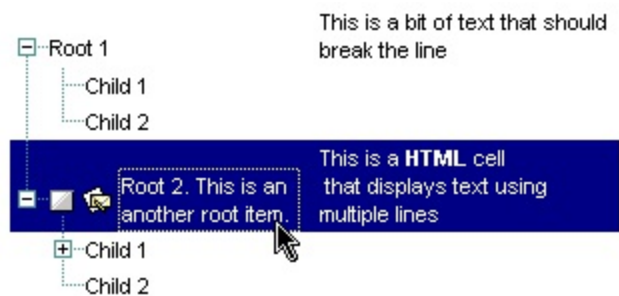 This is a bit of text that should
Root 1
break the line
Child 1
Child 2
This is a HTML cell
Root 2. This is an
that displays text using
another root item.
multiple lines
Child 1
Child 2